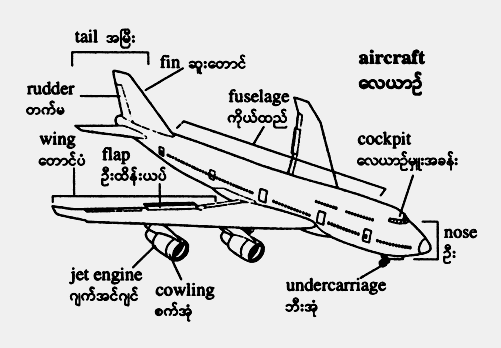 tail အမြီး
fin ဆူးတောင်
aircraft
လေယာဉ်
rudder
တက်မ
fuselage
ကိုယ်ထည်
wing
တောင်ပံ
flap
ဦးထိန်းယပ်
cockpit
လေယာဉ်မှူးအခန်း
nose
ဦး
jet engine
ဂျက်အင်ဂျင်
cowling
စက်အုံ
undercarriage
ဘီးအုံ